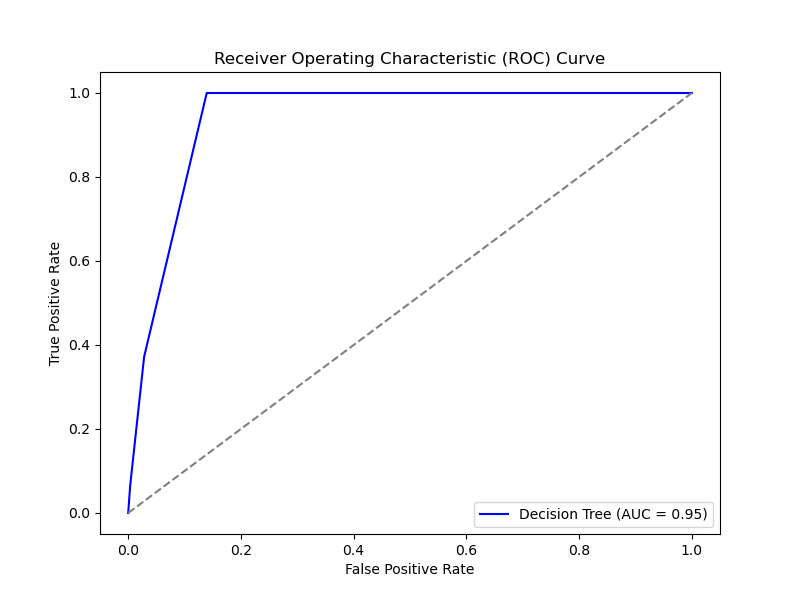 Receiver Operating Characteristic (ROC) Curve
True Positive Rate
1.0
0.8
0.6
0.4
0.2
0.0
0.0 0.2 0.4 0.6 0.8 1.0
False Positive Rate
Decision Tree (AUC = 0.95)